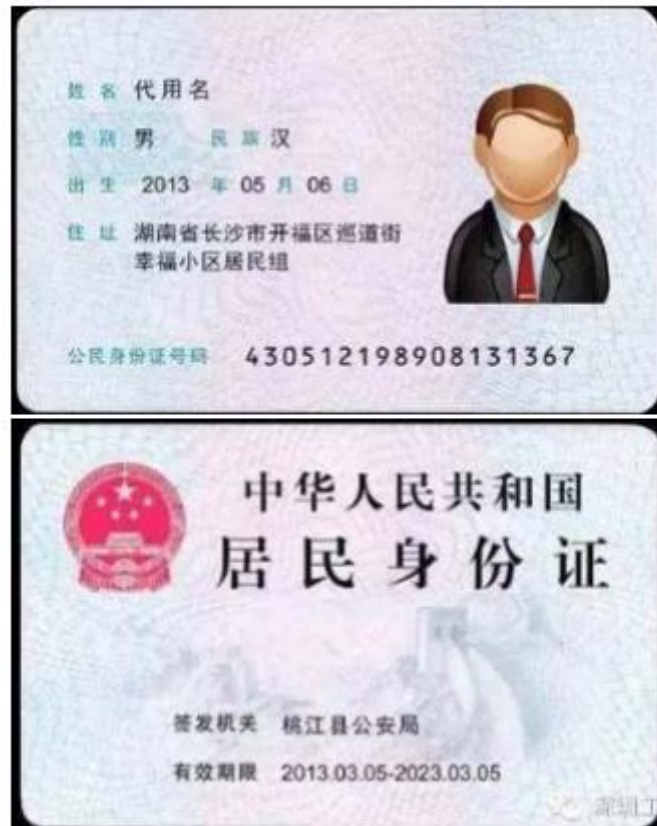 姓名 代用名
性别 男 民族 汉
出生 2013 年 05 月 06 日
住址 湖南省长沙市开福区巡道街
幸福小区居民组
公民身份证号码 430512198908131367
中华人民共和国
居民身份证
签发机关 桃江县公安局
有效期限 2013.03.05-2023.03.05
深圳工